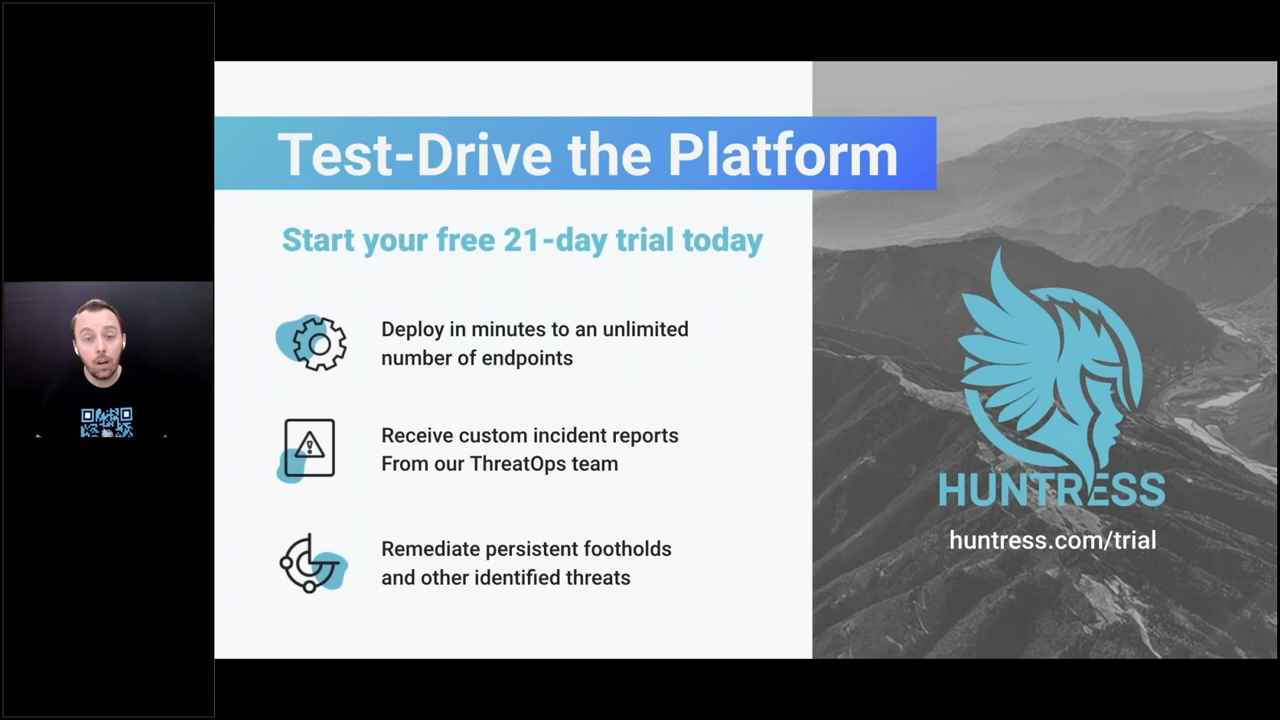 Test-Drive the Platform
Start your free 21-day trial today
Deploy in minutes to an unlimited
number of endpoints
Receive custom incident reports
From our ThreatOps team
Remediate persistent footholds
and other identified threats
HUNTRESS
huntress.com/trial